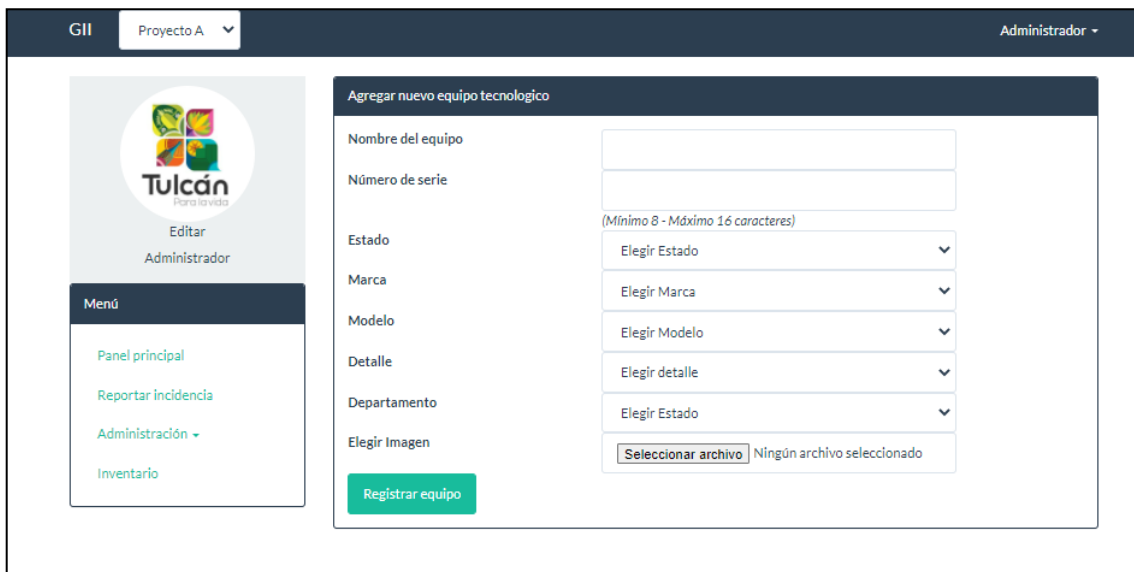 GII
Proyecto A
Administrador
Tulcán
Para la vida
Editar
Administrador
Menú
Panel principal
Reportar incidencia
Administración
Inventario
Agregar nuevo equipo tecnologico
Nombre del equipo
Número de serie
(Mínimo 8 - Máximo 16 caracteres)
Estado
Elegir Estado
Marca
Elegir Marca
Modelo
Elegir Modelo
Detalle
Elegir detalle
Departamento
Elegir Estado
Elegir Imagen
Seleccionar archivo Ningún archivo seleccionado
Registrar equipo